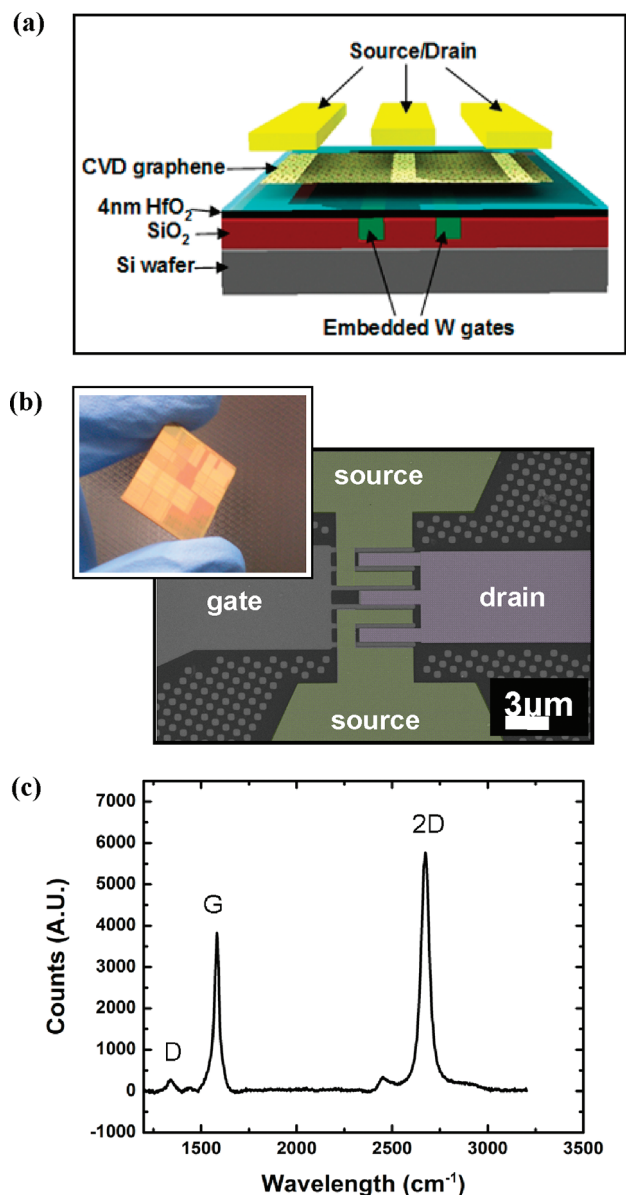 (a)
Source/Drain
CVD graphene
4nm HfO₂
SiO₂
Si wafer
Embedded W gates
(b)
source
gate
drain
source
3μm
(c)
7000
6000
5000
4000
3000
2000
1000
0
-1000
Counts (A.U.)
D
G
2D
1500
2000
2500
3000
3500
Wavelength (cm⁻¹)